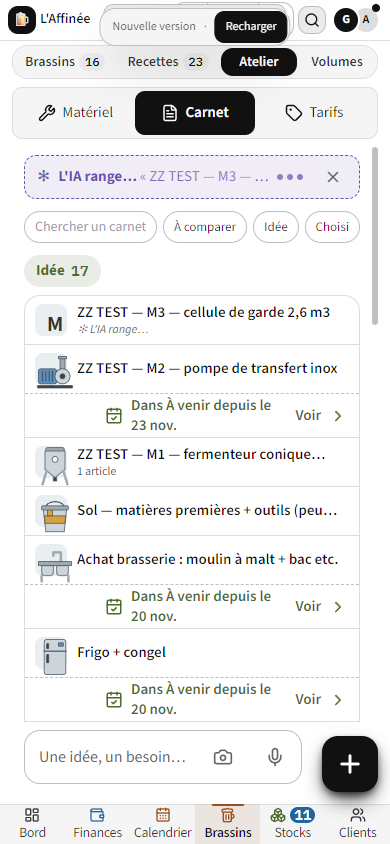 L'Affinée
Nouvelle version · Recharger
G A
Brassins 16 Recettes 23 Atelier Volumes
Matériel Carnet Tarifs
L'IA range… « ZZ TEST — M3 — …
Chercher un carnet À comparer Idée Choisi
Idée 17
M ZZ TEST — M3 — cellule de garde 2,6 m3
L'IA range…
ZZ TEST — M2 — pompe de transfert inox
Dans À venir depuis le
23 nov.
Voir
ZZ TEST — M1 — fermenteur conique…
1 article
Sol — matières premières + outils (peu…
Achat brasserie : moulin à malt + bac etc.
Dans À venir depuis le
20 nov.
Voir
Frigo + congel
Dans À venir depuis le
20 nov.
Voir
Une idée, un besoin…
11
Bord Finances Calendrier Brassins Stocks Clients